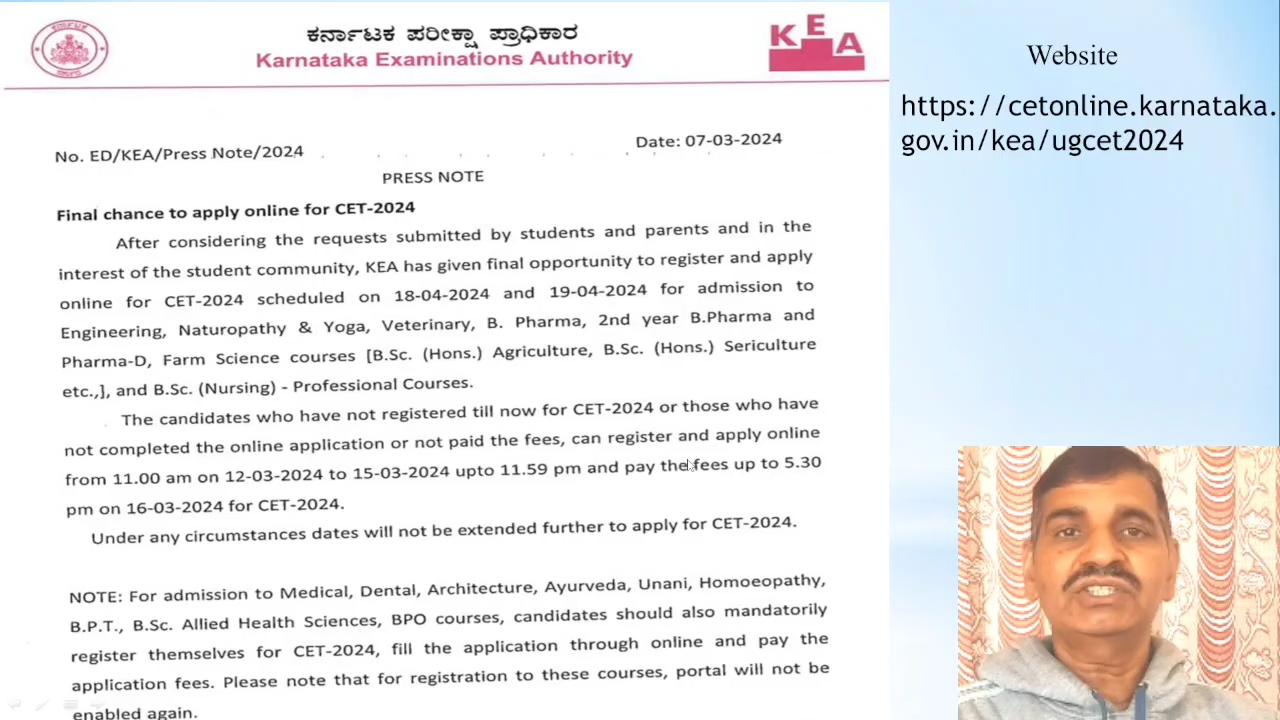 ಕರ್ನಾಟಕ ಪರೀಕ್ಷಾ ಪ್ರಾಧಿಕಾರ
Karnataka Examinations Authority
KEA
No. ED/KEA/Press Note/2024
Date: 07-03-2024
PRESS NOTE
Final chance to apply online for CET-2024
After considering the requests submitted by students and parents and in the
interest of the student community, KEA has given final opportunity to register and apply
online for CET-2024 scheduled on 18-04-2024 and 19-04-2024 for admission to
Engineering, Naturopathy & Yoga, Veterinary, B. Pharma, 2nd year B.Pharma and
Pharma-D, Farm Science courses [B.Sc. (Hons.) Agriculture, B.Sc. (Hons.) Sericulture
etc.,], and B.Sc. (Nursing) - Professional Courses.
The candidates who have not registered till now for CET-2024 or those who have
not completed the online application or not paid the fees, can register and apply online
from 11.00 am on 12-03-2024 to 15-03-2024 upto 11.59 pm and pay the fees up to 5.30
pm on 16-03-2024 for CET-2024.
Under any circumstances dates will not be extended further to apply for CET-2024.
NOTE: For admission to Medical, Dental, Architecture, Ayurveda, Unani, Homoeopathy,
B.P.T., B.Sc. Allied Health Sciences, BPO courses, candidates should also mandatorily
register themselves for CET-2024, fill the application through online and pay the
application fees. Please note that for registration to these courses, portal will not be
enabled again.
Website
https://cetonline.karnataka.
gov.in/kea/ugcet2024